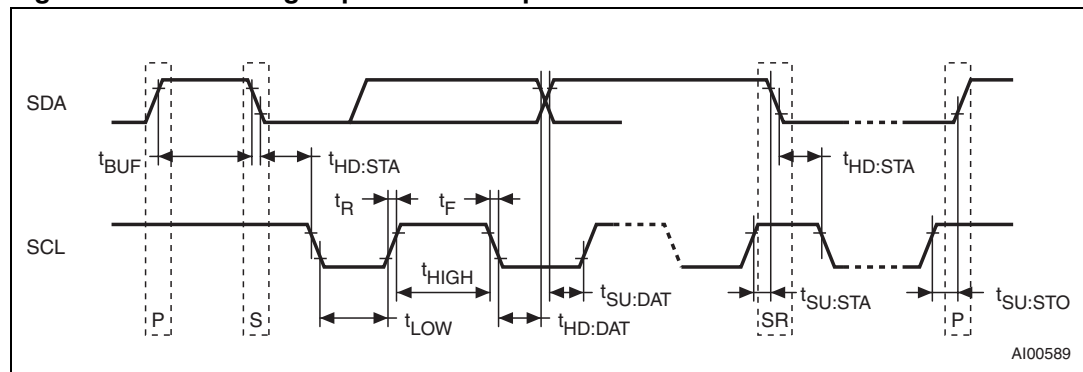 SDA
tBUF
tHD:STA
tHD:STA
tR
tF
SCL
tHIGH
tSU:DAT
tSU:STA
tSU:STO
P
S
tLOW
tHD:DAT
SR
P
AI00589